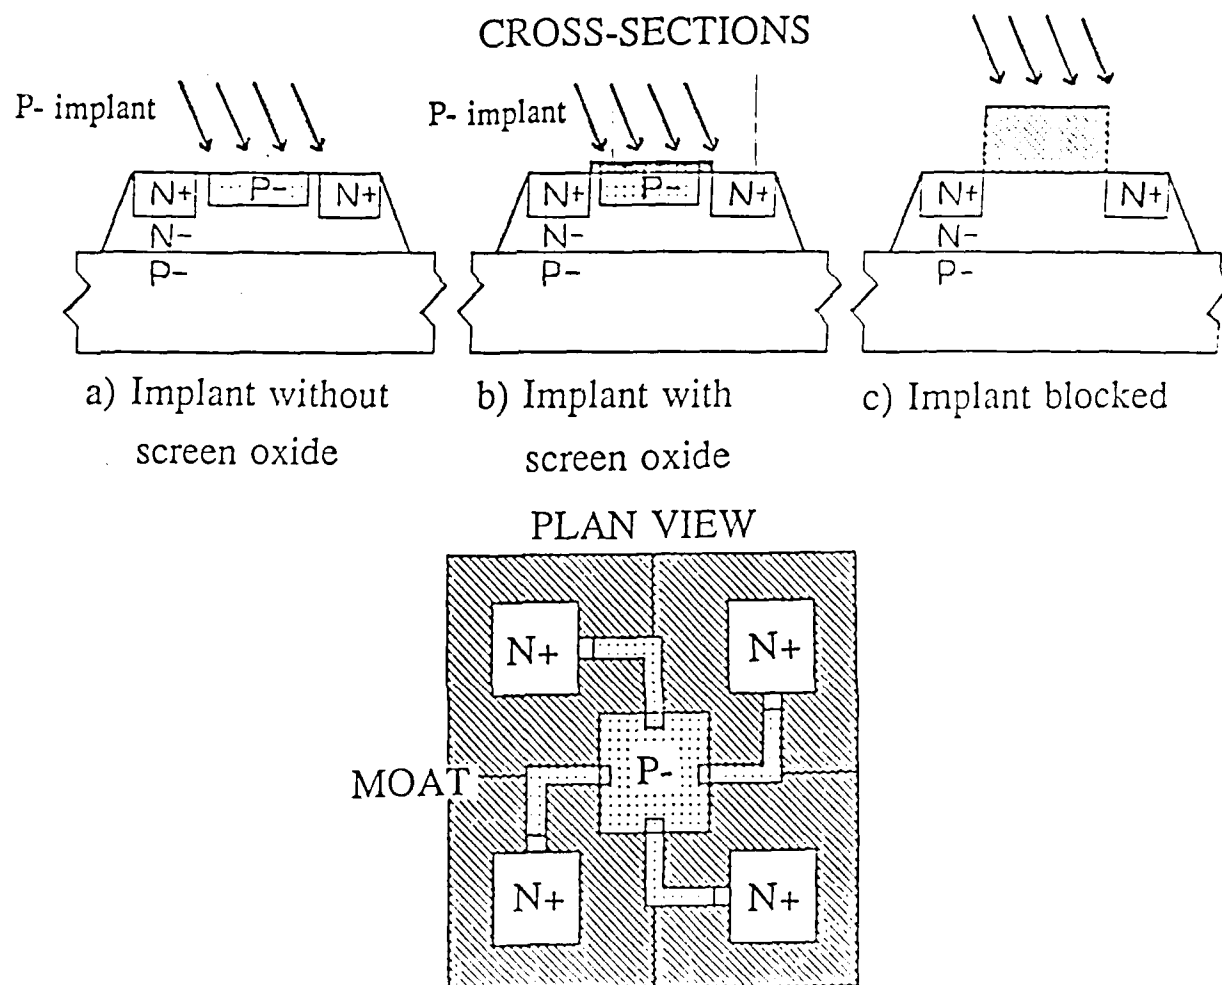 CROSS-SECTIONS
P- implant
N+ P- N+
N-
P-
a) Implant without
screen oxide
P- implant
N+ P- N+
N-
P-
b) Implant with
screen oxide
N+ N+
N-
P-
c) Implant blocked
PLAN VIEW
N+ N+
MOAT P-
N+ N+